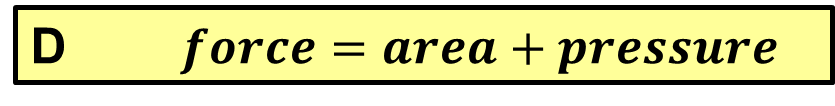 D force = area + pressure